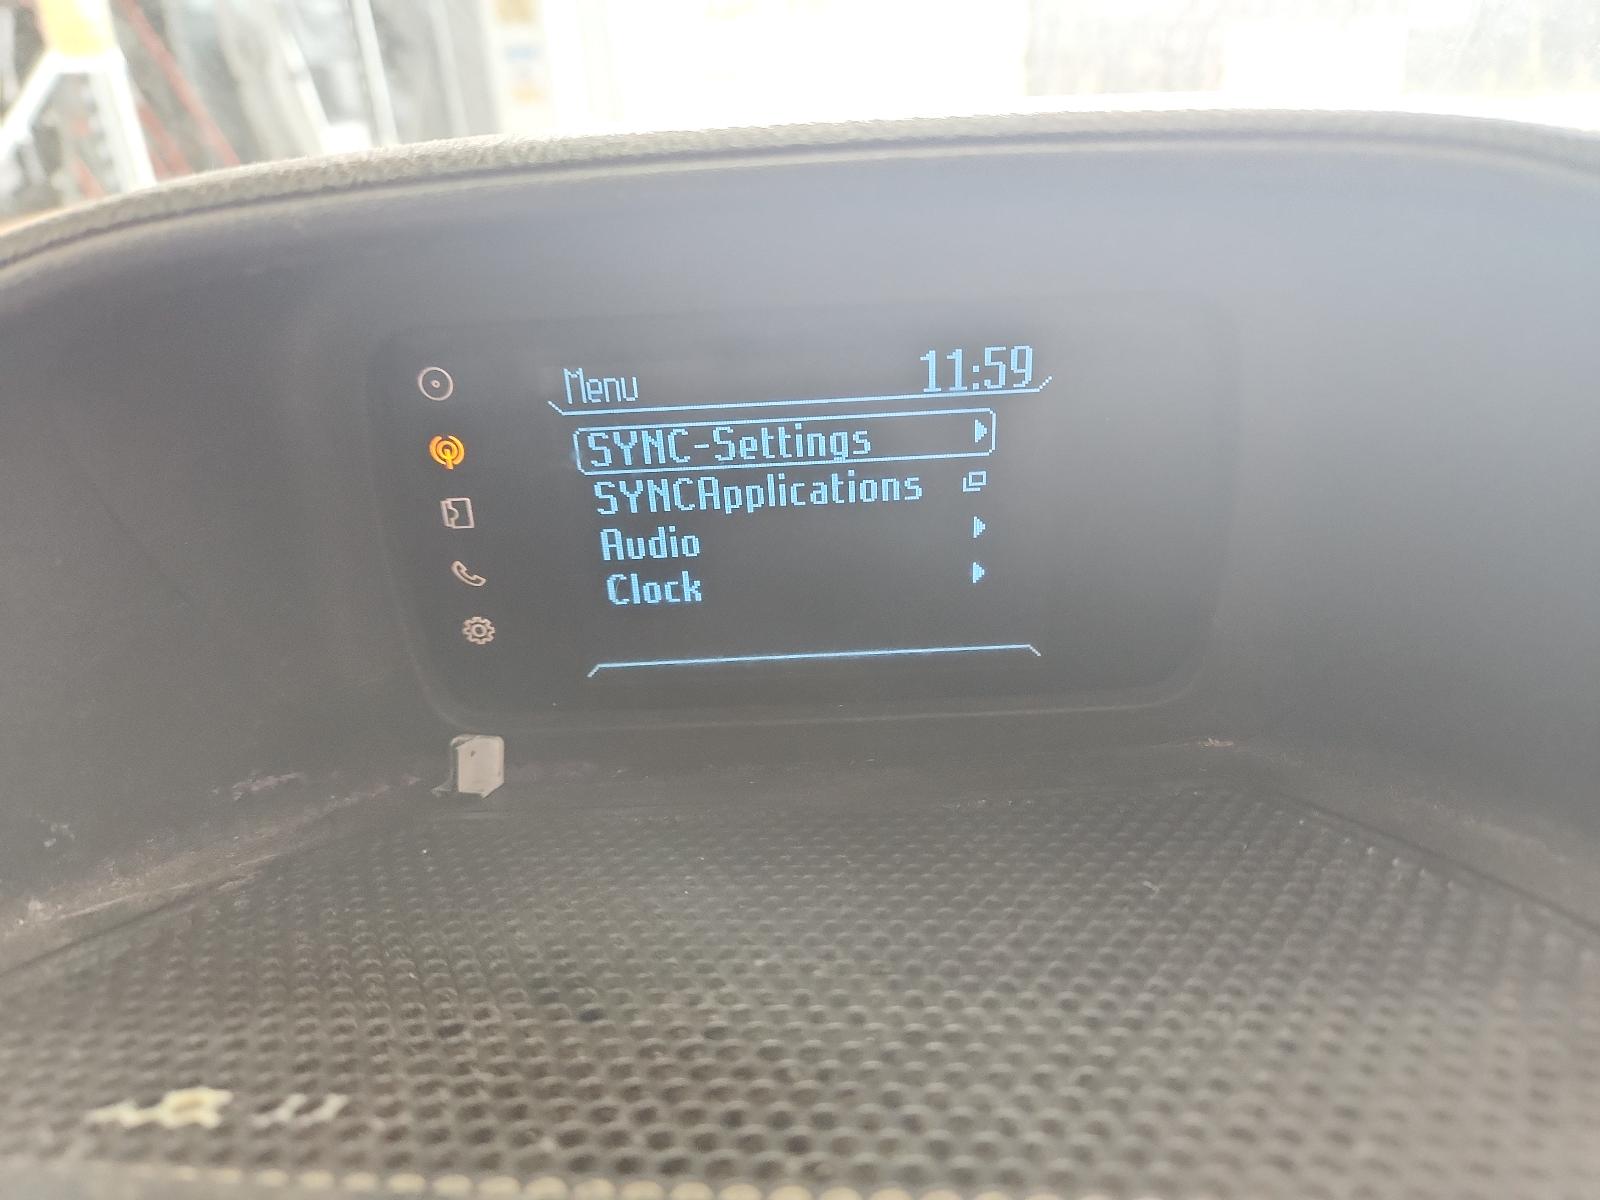 Menu
11:59
SYNC-Settings
SYNCApplications
Audio
Clock